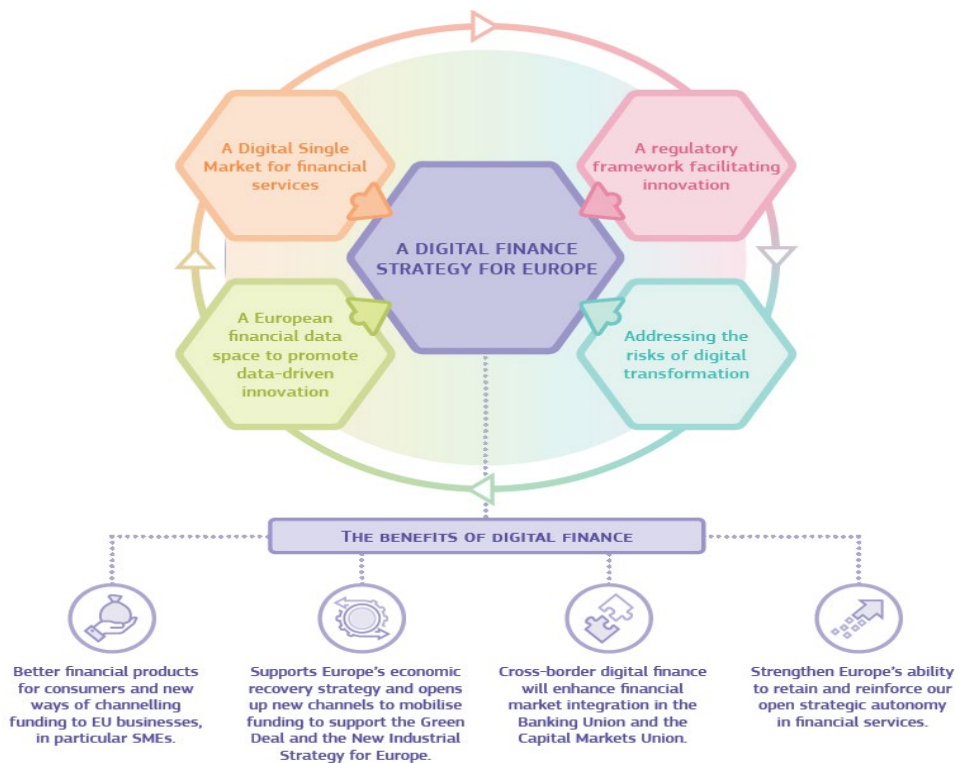 A Digital Single
Market for financial
services
A regulatory
framework facilitating
innovation
A DIGITAL FINANCE
STRATEGY FOR EUROPE
A European
financial data
space to promote
data-driven
innovation
Addressing the
risks of digital
transformation
THE BENEFITS OF DIGITAL FINANCE
Better financial products
for consumers and new
ways of channelling
funding to EU businesses,
in particular SMEs.
Supports Europe's economic
recovery strategy and opens
up new channels to mobilise
funding to support the Green
Deal and the New Industrial
Strategy for Europe.
Cross-border digital finance
will enhance financial
market integration in the
Banking Union and the
Capital Markets Union.
Strengthen Europe's ability
to retain and reinforce our
open strategic autonomy
in financial services.